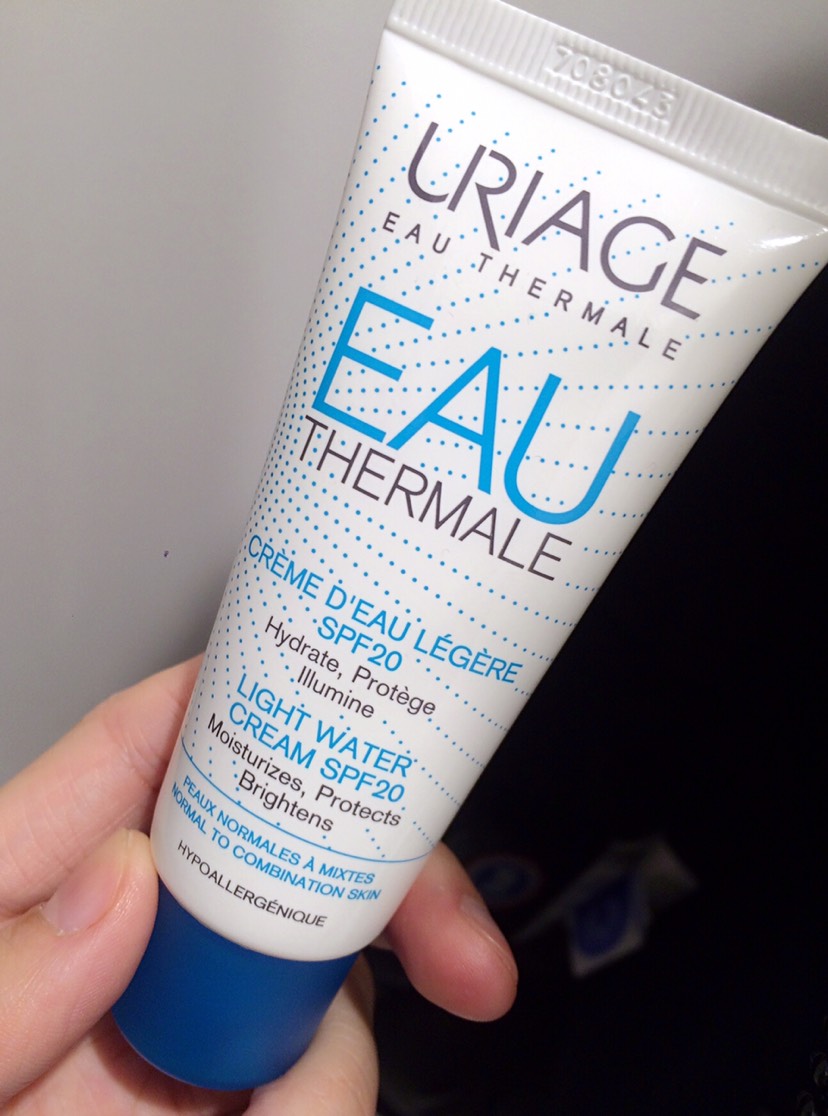 708043
URIAGE
EAU THERMALE
EAU
THERMALE
CRÈME D'EAU LÉGÈRE
SPF20
Hydrate, Protège
Illumine
LIGHT WATER
CREAM SPF20
Moisturizes, Protects
Brightens
PEAUX NORMALES À MIXTES
NORMAL TO COMBINATION SKIN
HYPOALLERGÉNIQUE